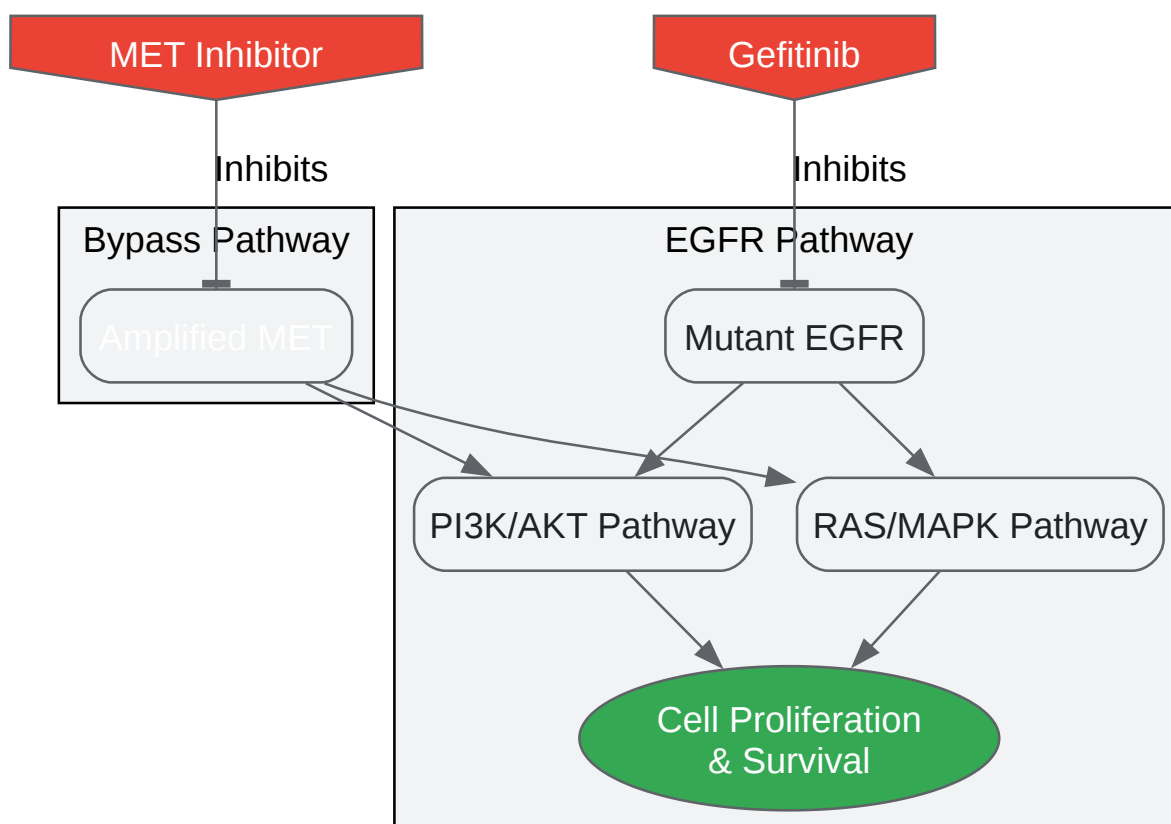 MET Inhibitor
Gefitinib
Inhibits
Inhibits
Bypass Pathway
EGFR Pathway
Amplified MET
Mutant EGFR
PI3K/AKT Pathway
RAS/MAPK Pathway
Cell Proliferation
& Survival